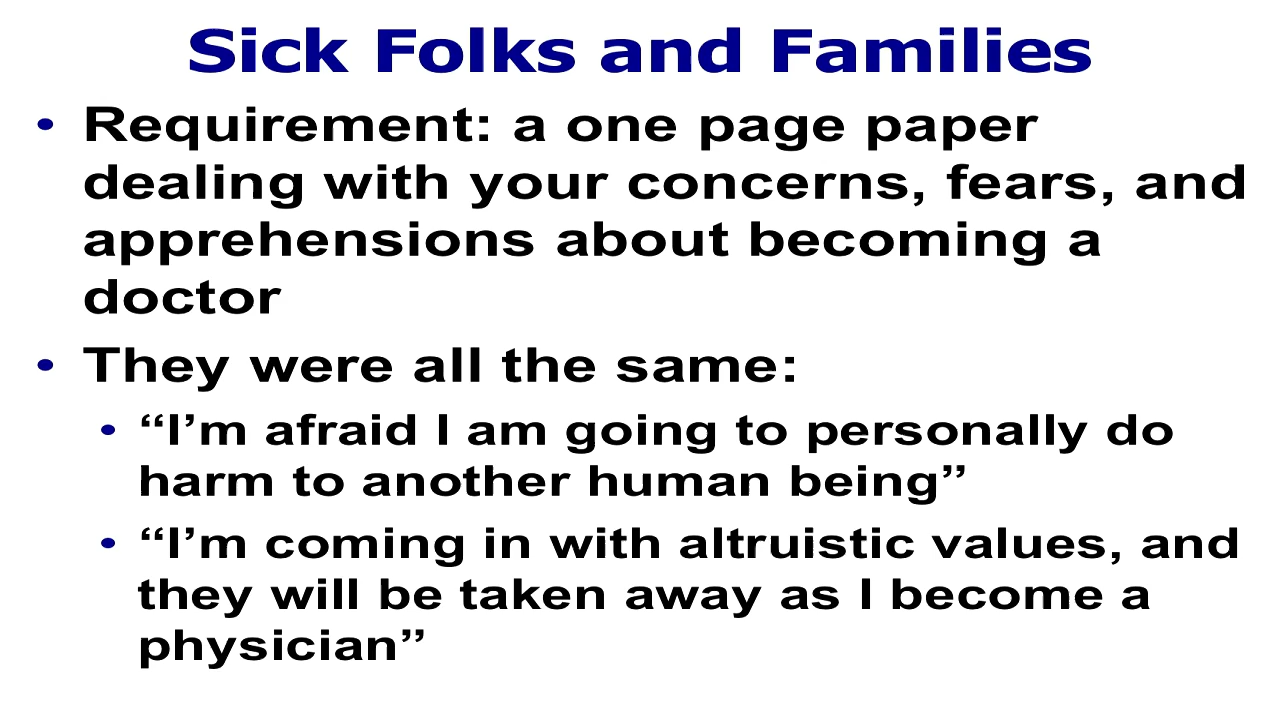 Sick Folks and Families
• Requirement: a one page paper
dealing with your concerns, fears, and
apprehensions about becoming a
doctor
• They were all the same:
• “I’m afraid I am going to personally do
harm to another human being”
• “I’m coming in with altruistic values, and
they will be taken away as I become a
physician”